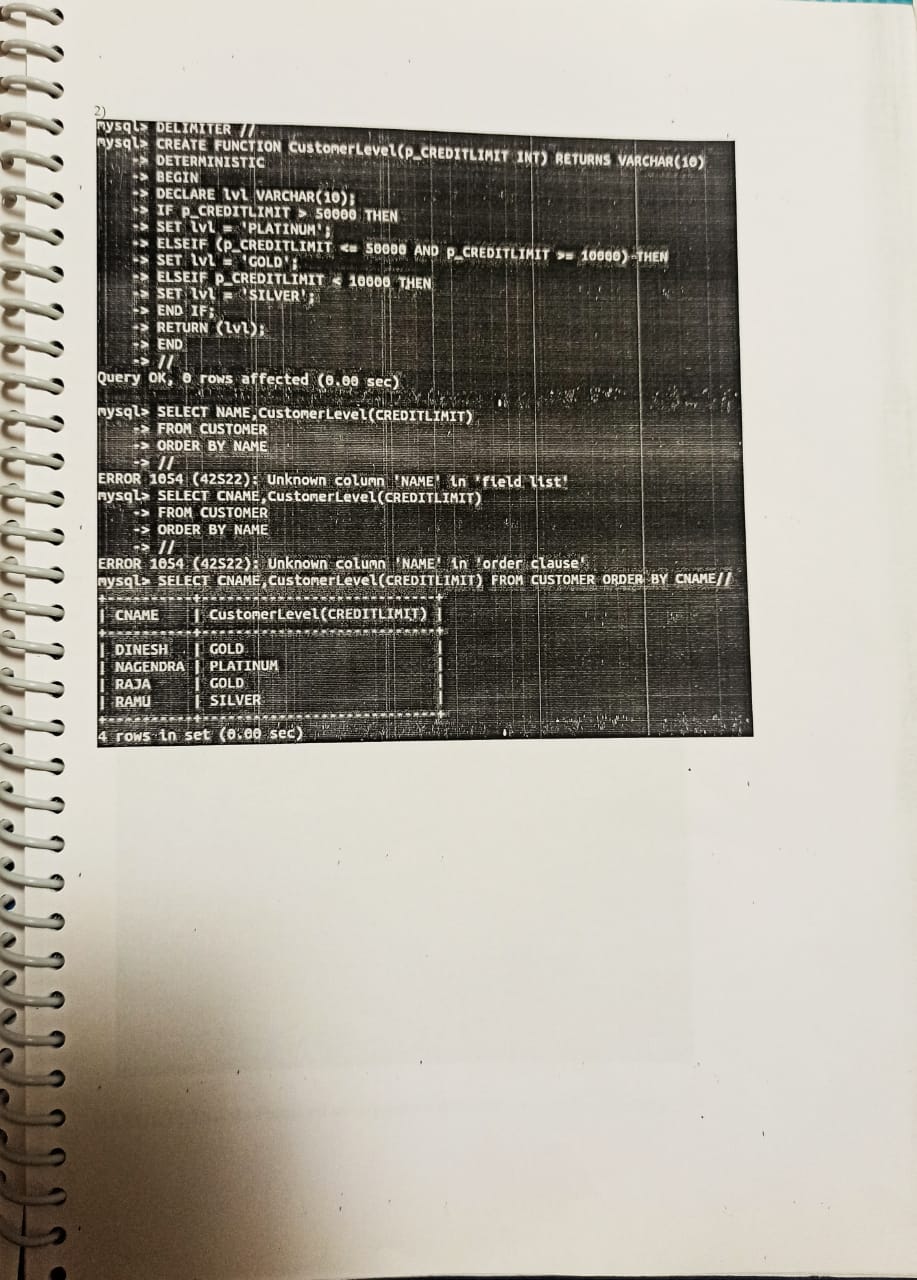 2)
mysql> DELIMITER //
mysql> CREATE FUNCTION CustomerLevel(p_CREDITLIMIT INT) RETURNS VARCHAR(10)
-> DETERMINISTIC
-> BEGIN
-> DECLARE lvl VARCHAR(10);
-> IF p_CREDITLIMIT > 50000 THEN
-> SET lvl = 'PLATINUM';
-> ELSEIF (p_CREDITLIMIT <= 50000 AND p_CREDITLIMIT >= 10000) THEN
-> SET lvl = 'GOLD';
-> ELSEIF p_CREDITLIMIT < 10000 THEN
-> SET lvl = 'SILVER';
-> END IF;
-> RETURN (lvl);
-> END
-> //
Query OK, 0 rows affected (0.00 sec)
mysql> SELECT NAME,CustomerLevel(CREDITLIMIT)
-> FROM CUSTOMER
-> ORDER BY NAME
-> //
ERROR 1054 (42S22): Unknown column 'NAME' in 'field list'
mysql> SELECT CNAME,CustomerLevel(CREDITLIMIT)
-> FROM CUSTOMER
-> ORDER BY NAME
-> //
ERROR 1054 (42S22): Unknown column 'NAME' in 'order clause'
mysql> SELECT CNAME,CustomerLevel(CREDITLIMIT) FROM CUSTOMER ORDER BY CNAME//
| CNAME | CustomerLevel(CREDITLIMIT) |
| DINESH | GOLD |
| NAGENDRA | PLATINUM |
| RAJA | GOLD |
| RAMU | SILVER |
4 rows in set (0.00 sec)